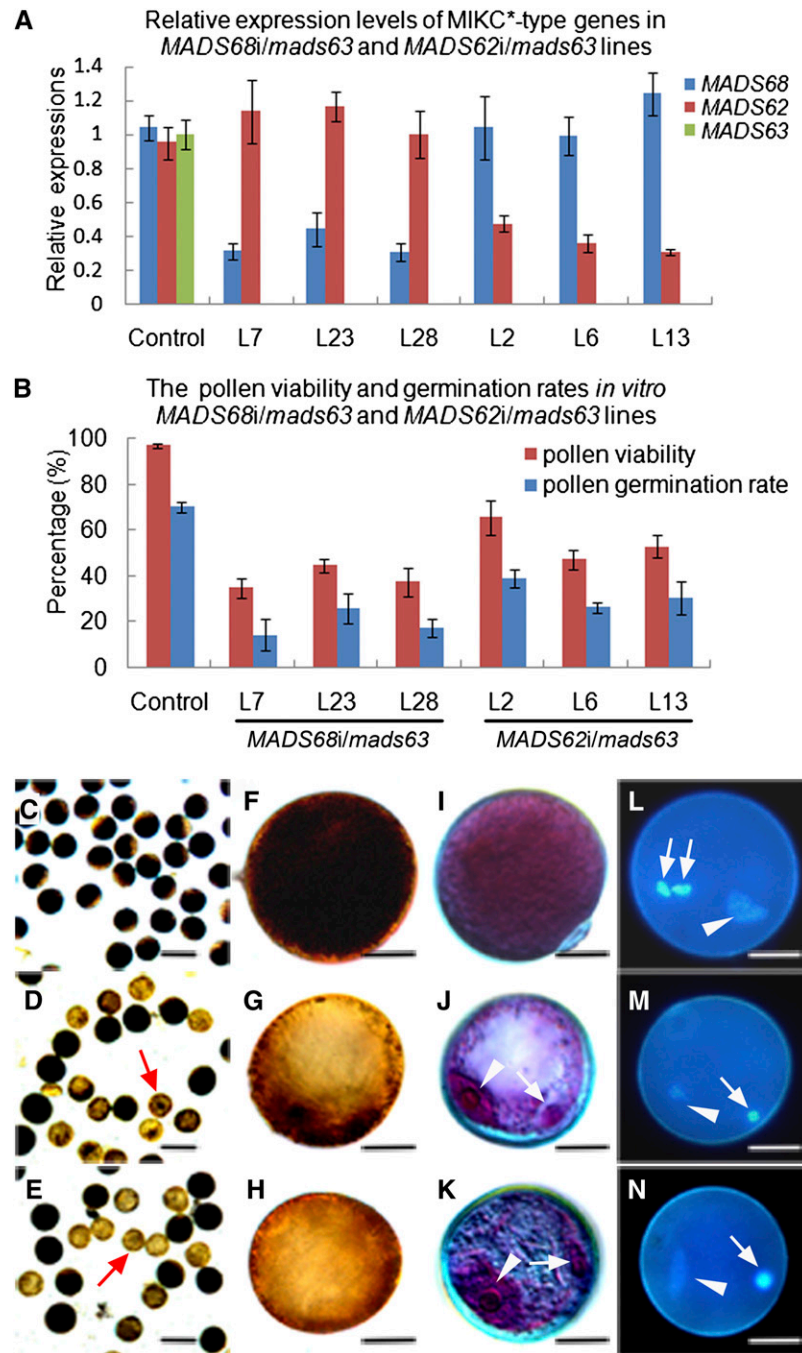 A
Relative expression levels of MIKC*-type genes in
MADS68i/mads63 and MADS62i/mads63 lines
1.4
1.2
1
0.8
0.6
0.4
0.2
0
Relative expressions
MADS68
MADS62
MADS63
Control L7 L23 L28 L2 L6 L13
B
The pollen viability and germination rates in vitro
MADS68i/mads63 and MADS62i/mads63 lines
100
80
60
40
20
0
Percentage (%)
pollen viability
pollen germination rate
Control L7 L23 L28 L2 L6 L13
MADS68i/mads63 MADS62i/mads63
C F I L
D G J M
E H K N